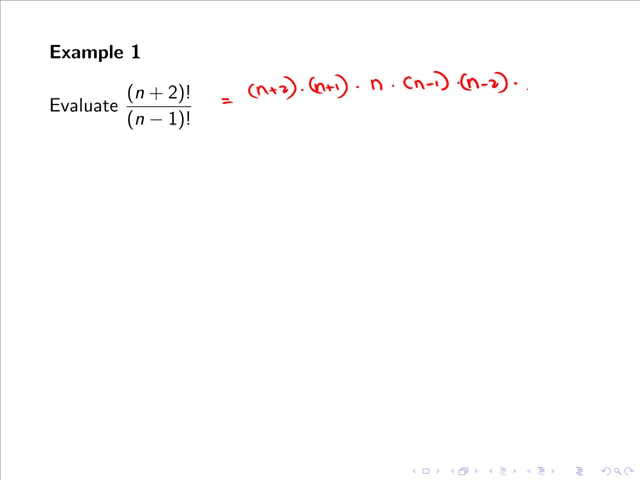 Example 1
Evaluate (n + 2)! / (n − 1)! = (n+2) · (n+1) · n · (n−1) · (n−2) · .